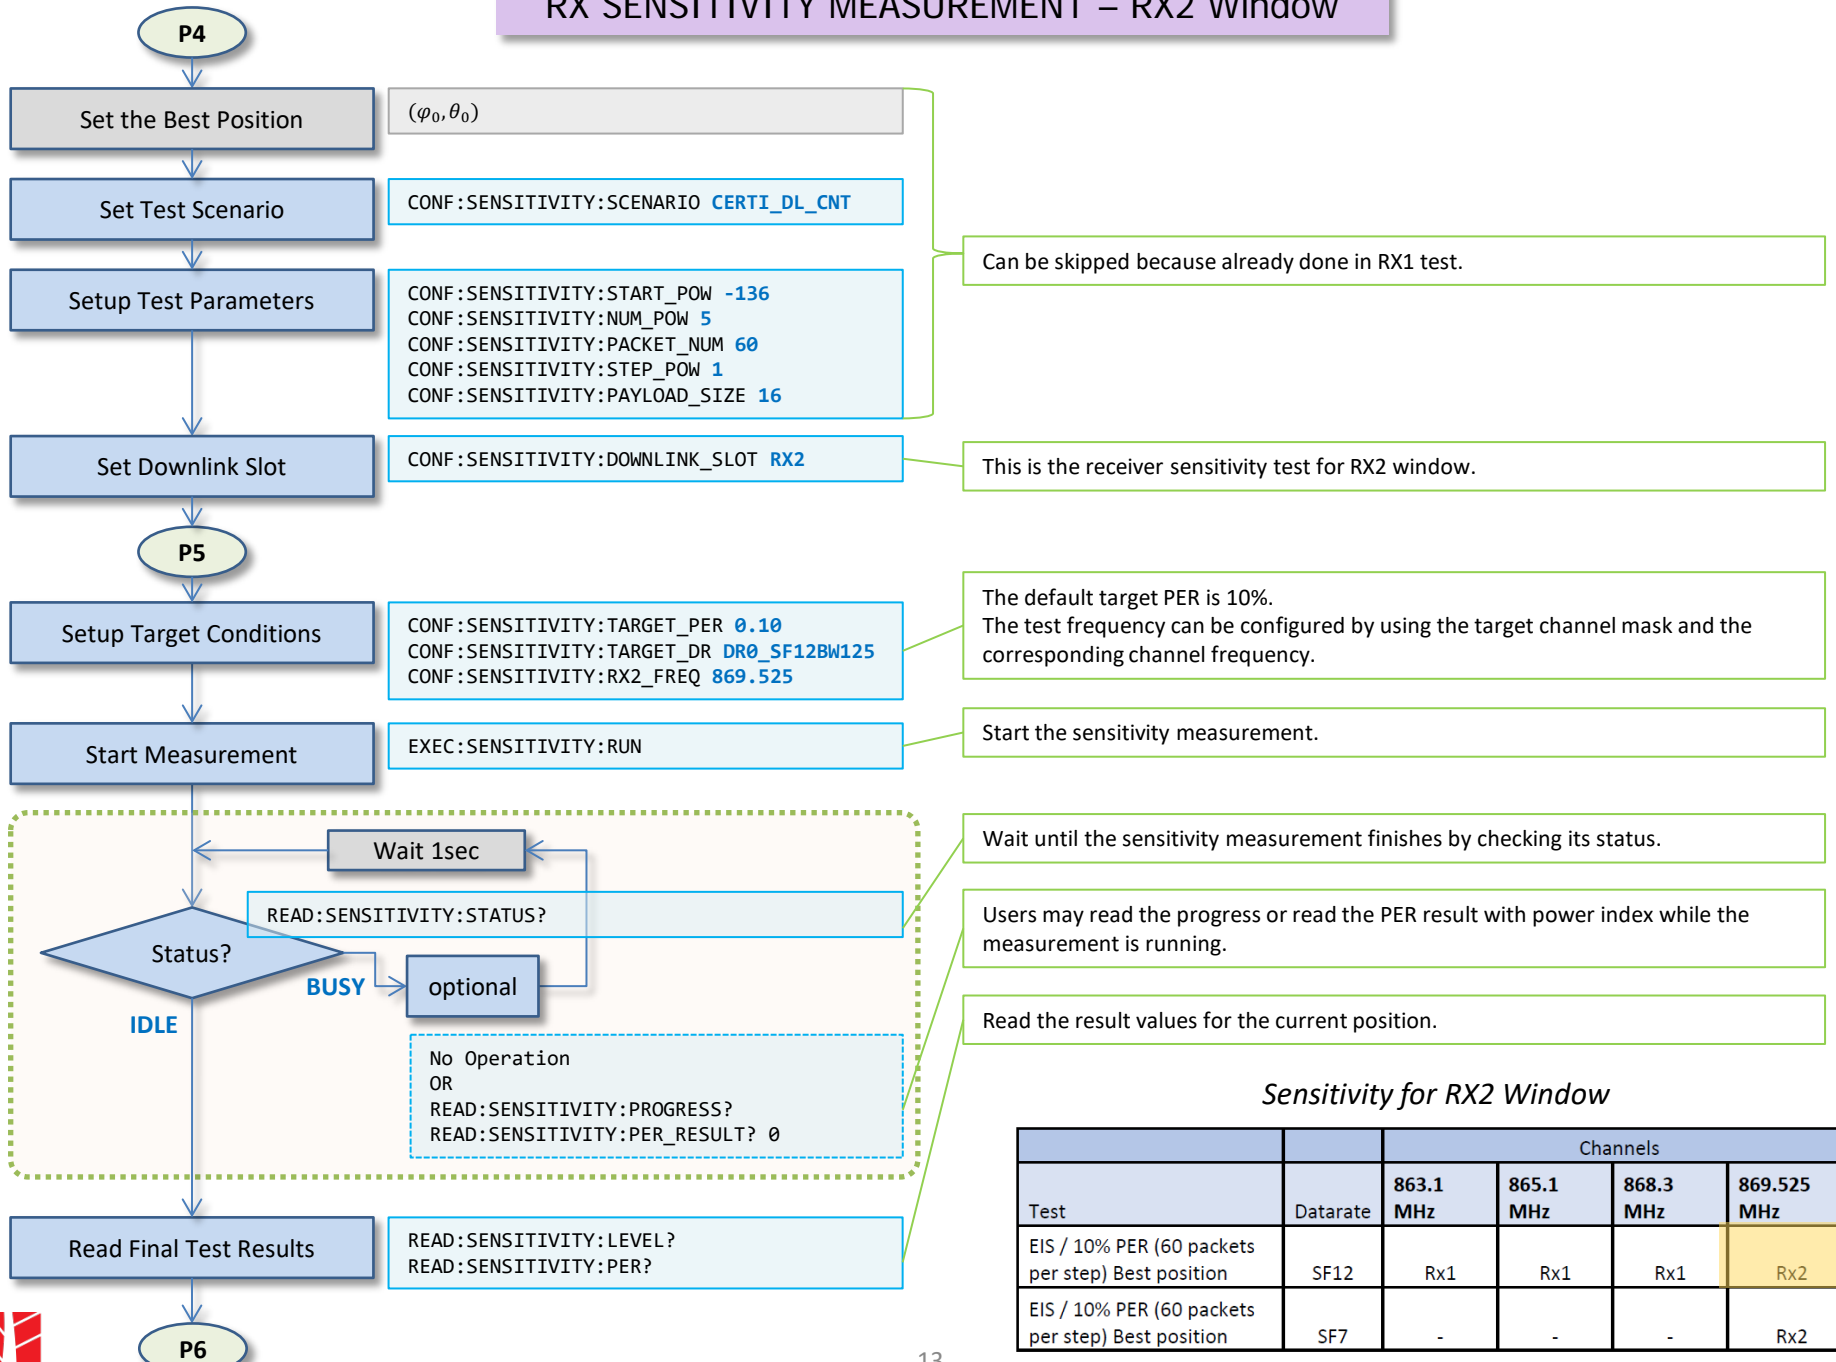 RX SENSITIVITY MEASUREMENT – RX2 Window
P4
Set the Best Position
(φ₀,θ₀)
Set Test Scenario
CONF:SENSITIVITY:SCENARIO CERTI_DL_CNT
Can be skipped because already done in RX1 test.
Setup Test Parameters
CONF:SENSITIVITY:START_POW -136
CONF:SENSITIVITY:NUM_POW 5
CONF:SENSITIVITY:PACKET_NUM 60
CONF:SENSITIVITY:STEP_POW 1
CONF:SENSITIVITY:PAYLOAD_SIZE 16
Set Downlink Slot
CONF:SENSITIVITY:DOWNLINK_SLOT RX2
This is the receiver sensitivity test for RX2 window.
P5
Setup Target Conditions
CONF:SENSITIVITY:TARGET_PER 0.10
CONF:SENSITIVITY:TARGET_DR DR0_SF12BW125
CONF:SENSITIVITY:RX2_FREQ 869.525
The default target PER is 10%.
The test frequency can be configured by using the target channel mask and the
corresponding channel frequency.
Start Measurement
EXEC:SENSITIVITY:RUN
Start the sensitivity measurement.
Wait 1sec
Wait until the sensitivity measurement finishes by checking its status.
READ:SENSITIVITY:STATUS?
Status?
BUSY
optional
IDLE
Users may read the progress or read the PER result with power index while the
measurement is running.
No Operation
OR
READ:SENSITIVITY:PROGRESS?
READ:SENSITIVITY:PER_RESULT? 0
Read the result values for the current position.
Read Final Test Results
READ:SENSITIVITY:LEVEL?
READ:SENSITIVITY:PER?
P6
Sensitivity for RX2 Window
Channels
Test Datarate 863.1 MHz 865.1 MHz 868.3 MHz 869.525 MHz
EIS / 10% PER (60 packets
per step) Best position SF12 Rx1 Rx1 Rx1 Rx2
EIS / 10% PER (60 packets
per step) Best position SF7 - - - Rx2
13